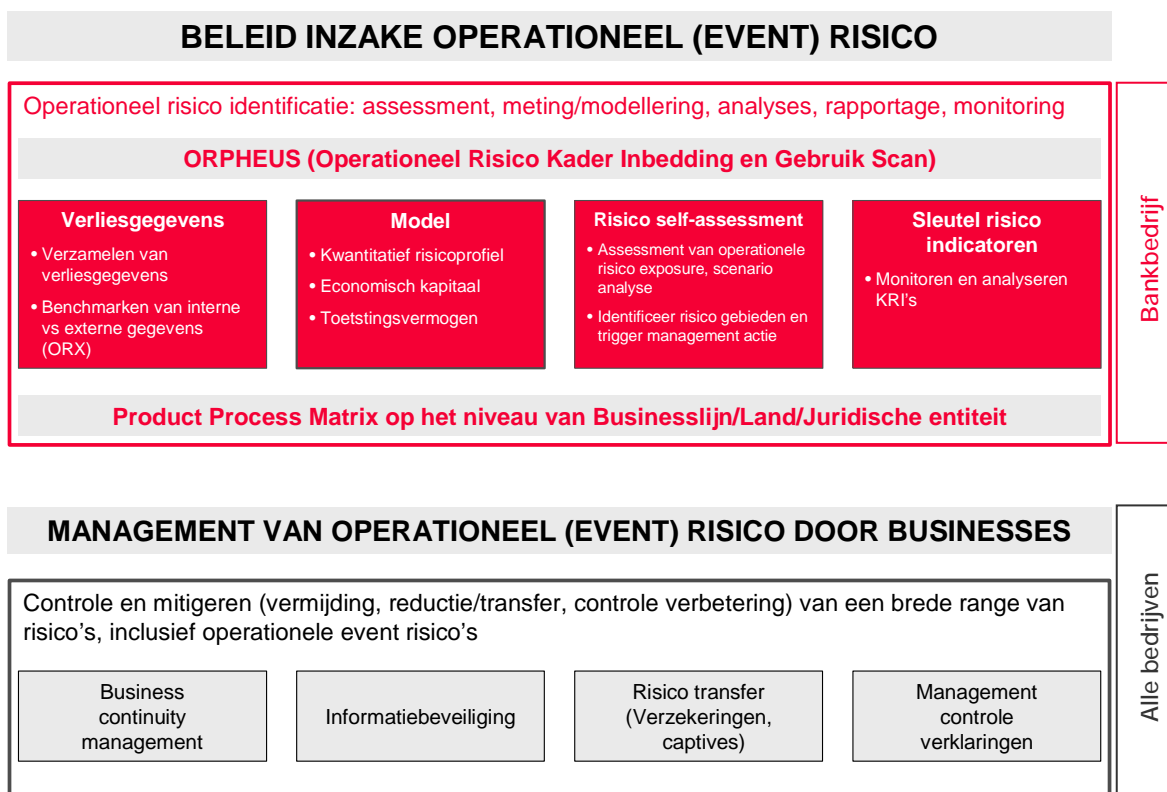 BELEID INZAKE OPERATIONEEL (EVENT) RISICO
Operationeel risico identificatie: assessment, meting/modellering, analyses, rapportage, monitoring
ORPHEUS (Operationeel Risico Kader Inbedding en Gebruik Scan)
Verliesgegevens
• Verzamelen van
verliesgegevens
• Benchmarken van interne
vs externe gegevens
(ORX)
Model
• Kwantitatief risicoprofiel
• Economisch kapitaal
• Toetstingsvermogen
Risico self-assessment
• Assessment van operationele
risico exposure, scenario
analyse
• Identificeer risico gebieden en
trigger management actie
Sleutel risico
indicatoren
• Monitoren en analyseren
KRI's
Product Process Matrix op het niveau van Businesslijn/Land/Juridische entiteit
Bankbedrijf
MANAGEMENT VAN OPERATIONEEL (EVENT) RISICO DOOR BUSINESSES
Controle en mitigeren (vermijding, reductie/transfer, controle verbetering) van een brede range van
risico's, inclusief operationele event risico's
Business
continuity
management
Informatiebeveiliging
Risico transfer
(Verzekeringen,
captives)
Management
controle
verklaringen
Alle bedrijven